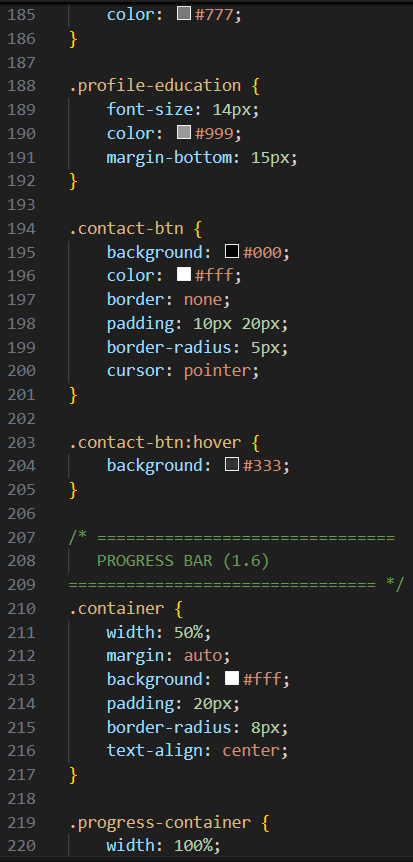 185 color: #777;
186 }
187
188 .profile-education {
189 font-size: 14px;
190 color: #999;
191 margin-bottom: 15px;
192 }
193
194 .contact-btn {
195 background: #000;
196 color: #fff;
197 border: none;
198 padding: 10px 20px;
199 border-radius: 5px;
200 cursor: pointer;
201 }
202
203 .contact-btn:hover {
204 background: #333;
205 }
206
207 /* ===============================
208 PROGRESS BAR (1.6)
209 ================================ */
210 .container {
211 width: 50%;
212 margin: auto;
213 background: #fff;
214 padding: 20px;
215 border-radius: 8px;
216 text-align: center;
217 }
218
219 .progress-container {
220 width: 100%;